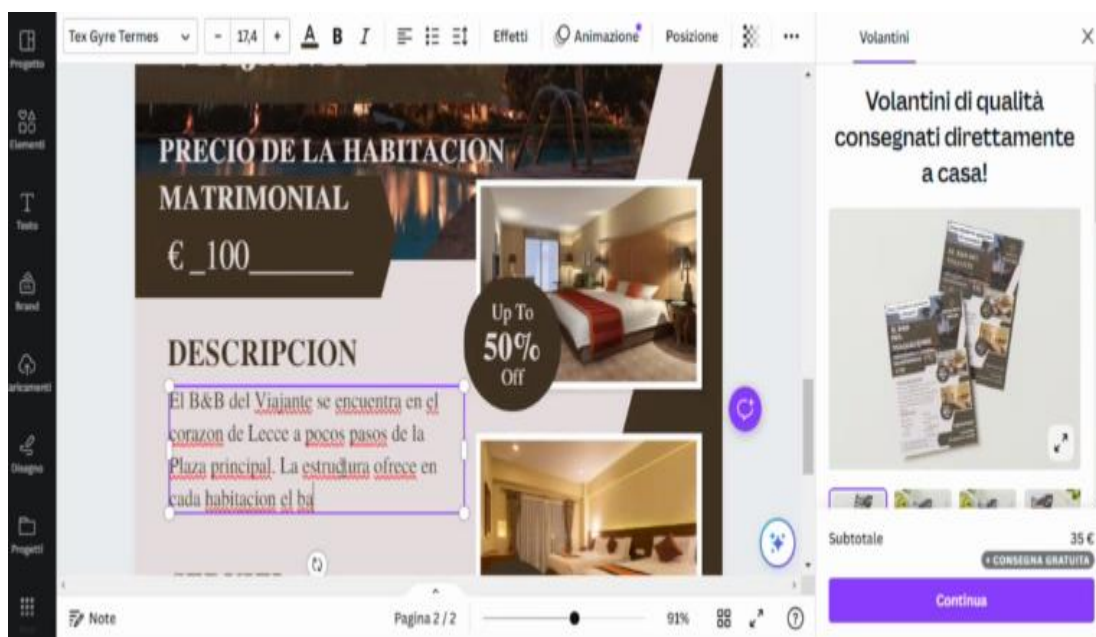 Tex Gyre Termes
- 17,4 +
A B I
Effetti
Animazione
Posizione
Progetto
Elementi
Testo
Brand
Disegno
Progetti
PRECIO DE LA HABITACION
MATRIMONIAL
€ _100________
Up To
50%
Off
DESCRIPCION
El B&B del Viajante se encuentra en el
corazon de Lecce a pocos pasos de la
Plaza principal. La estructura ofrece en
cada habitacion el ba
Note
Pagina 2 / 2
91%
Volantini
Volantini di qualità
consegnati direttamente
a casa!
Subtotale
35 €
+ CONSEGNA GRATUITA
Continua